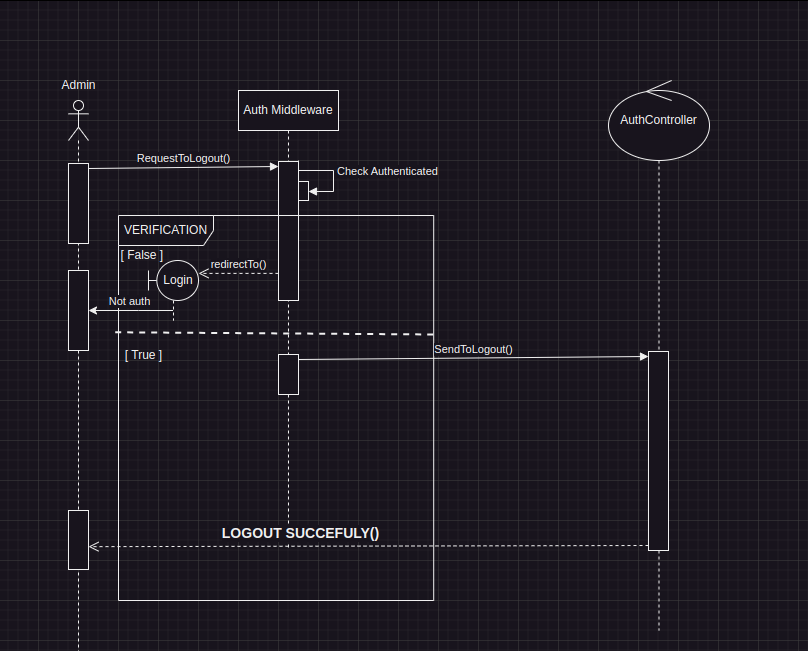 Admin
Auth Middleware
AuthController
RequestToLogout()
Check Authenticated
VERIFICATION
[ False ]
redirectTo()
Login
Not auth
[ True ]
SendToLogout()
LOGOUT SUCCEFULY()